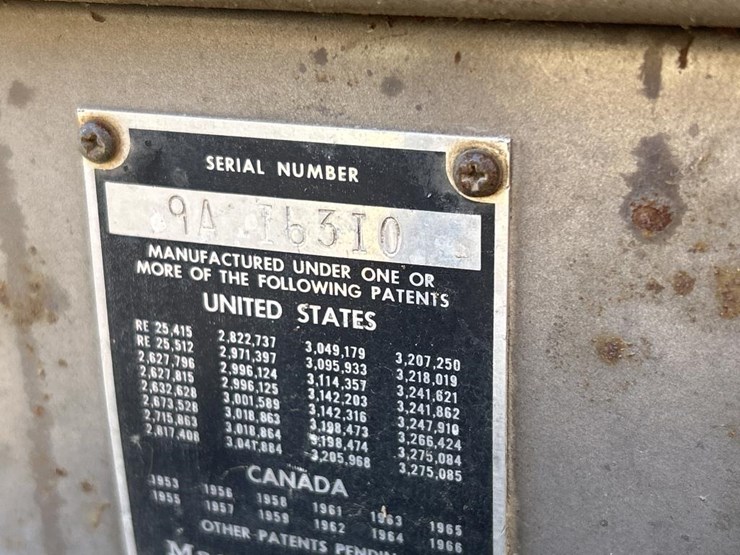 SERIAL NUMBER
9A I63I0
MANUFACTURED UNDER ONE OR
MORE OF THE FOLLOWING PATENTS
UNITED STATES
RE 25,415 2,822,737 3,049,179 3,207,250
RE 25,512 2,971,397 3,095,933 3,218,019
2,627,796 2,996,124 3,114,357 3,241,621
2,627,815 2,996,125 3,142,203 3,241,862
2,632,628 3,001,589 3,142,316 3,247,910
2,673,528 3,018,863 3,198,473 3,266,424
2,715,863 3,018,864 3,198,474 3,275,084
2,817,408 3,047,884 3,205,968 3,275,085
CANADA
1953 1956 1958 1961 1963 1965
1955 1957 1959 1962 1964 1966
OTHER PATENTS